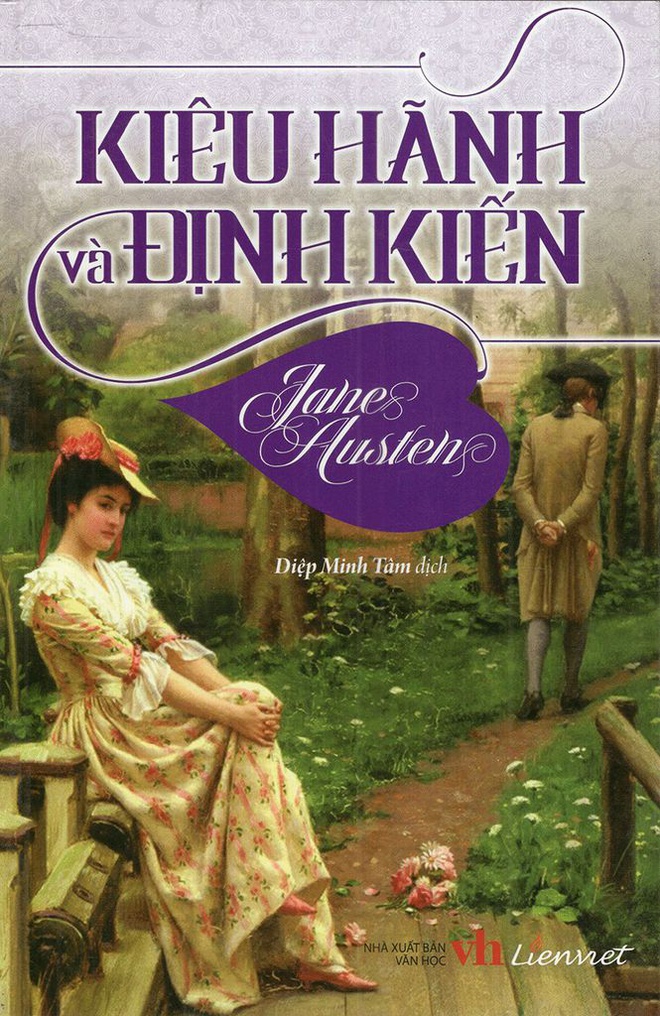 KIÊU HÃNH
và ĐỊNH KIẾN
Jane
Austen
Diệp Minh Tâm dịch
NHÀ XUẤT BẢN
VĂN HỌC
vh Lienviet